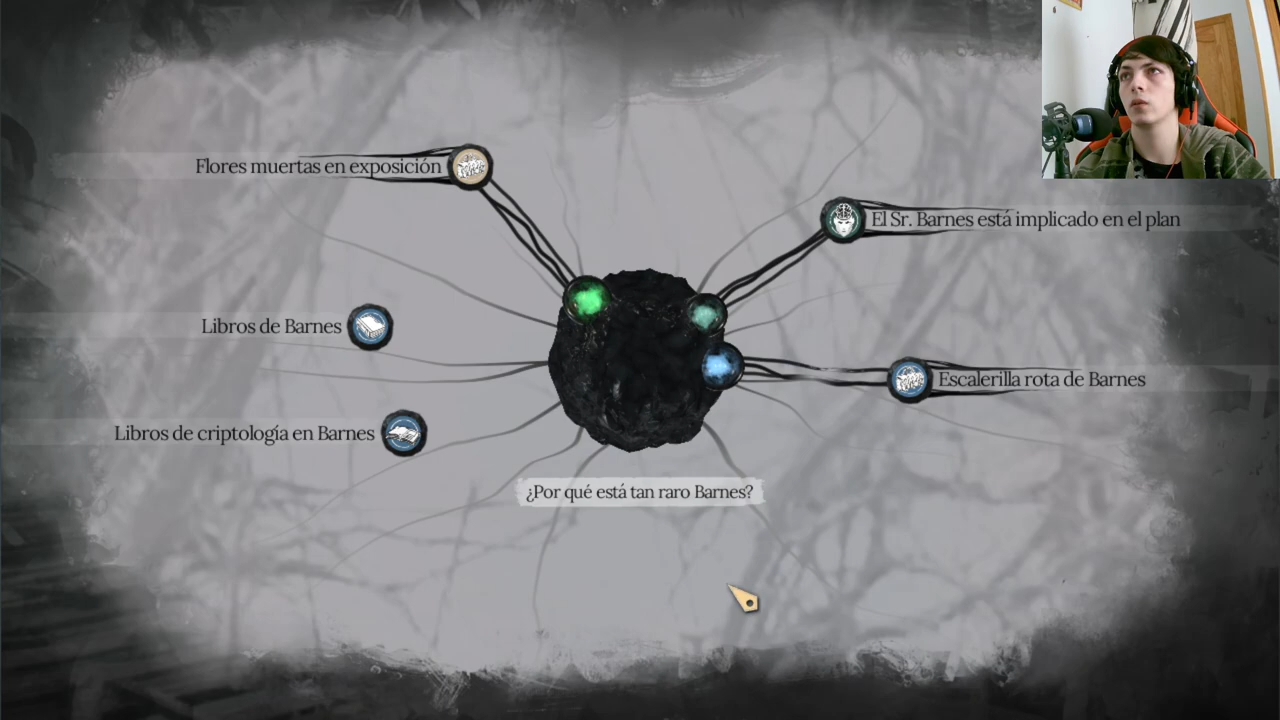 Flores muertas en exposición
El Sr. Barnes está implicado en el plan
Libros de Barnes
Escalerilla rota de Barnes
Libros de criptología en Barnes
¿Por qué está tan raro Barnes?